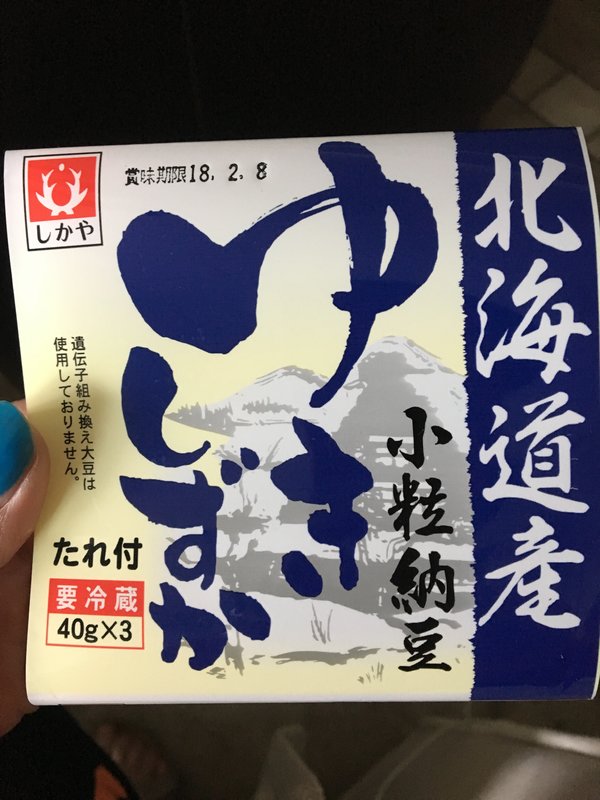 北海道産
ゆきしずか
小粒納豆
賞味期限18.2.8
しかや
遺伝子組み換え大豆は
使用しておりません。
たれ付
要冷蔵
40g×3